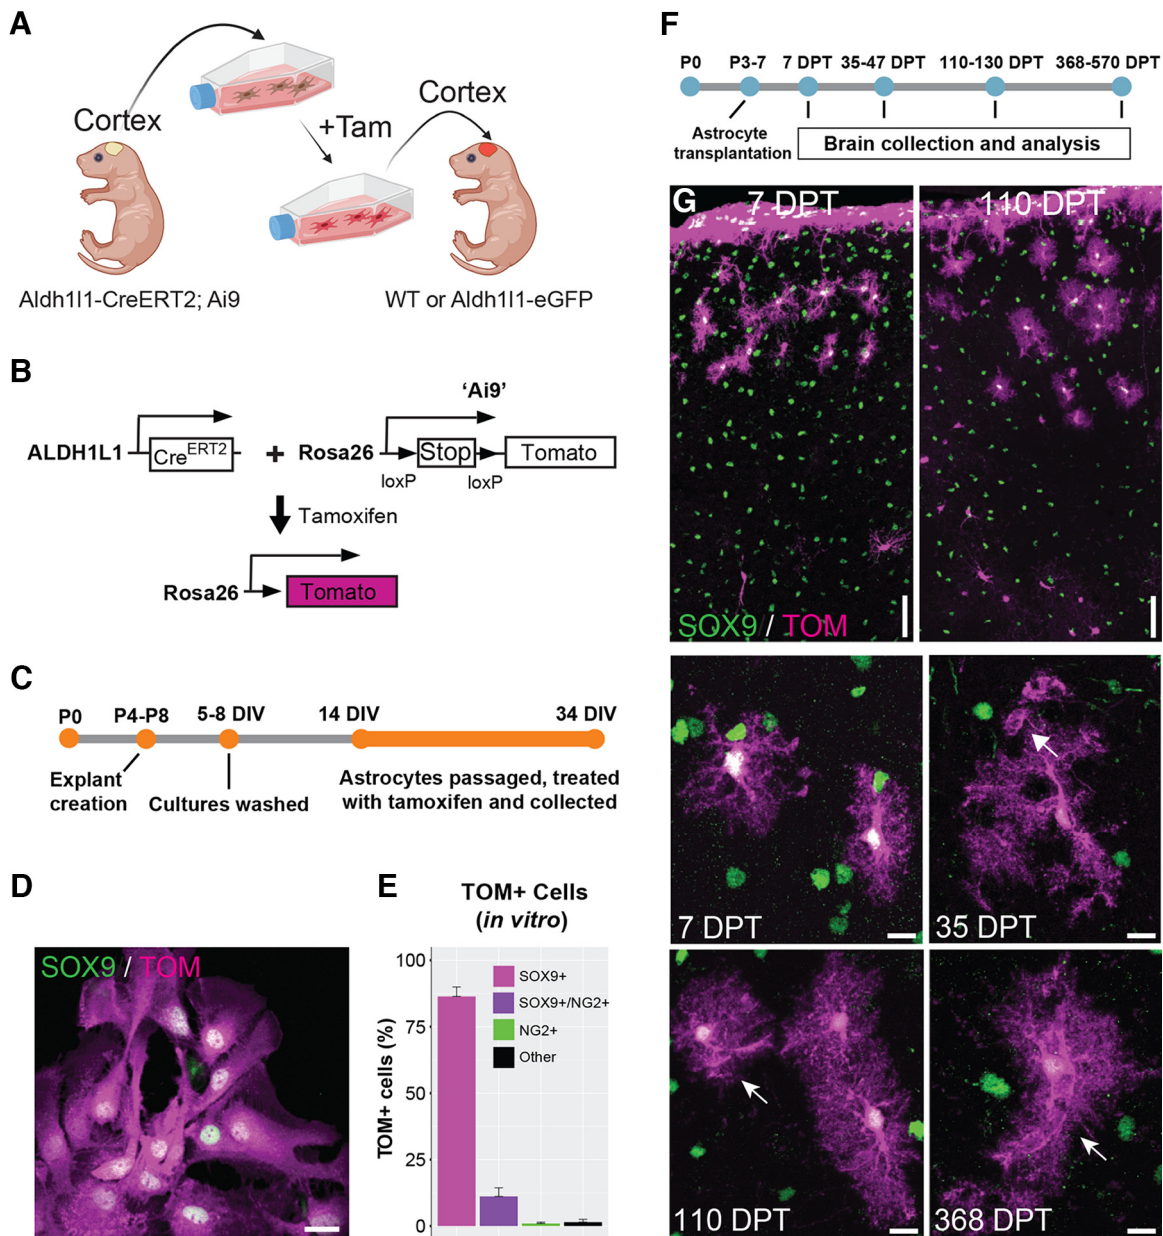 A
Cortex
+Tam
Cortex
Aldh1l1-CreERT2; Ai9
WT or Aldh1l1-eGFP
B
'Ai9'
ALDH1L1
CreERT2
+
Rosa26
Stop
Tomato
loxP
loxP
Tamoxifen
Rosa26
Tomato
C
P0
P4-P8
5-8 DIV
14 DIV
34 DIV
Explant
creation
Cultures washed
Astrocytes passaged, treated
with tamoxifen and collected
D
SOX9 / TOM
E
TOM+ Cells
(in vitro)
TOM+ cells (%)
100
75
50
25
0
SOX9+
SOX9+/NG2+
NG2+
Other
F
P0
P3-7
7 DPT
35-47 DPT
110-130 DPT
368-570 DPT
Astrocyte
transplantation
Brain collection and analysis
G
7 DPT
110 DPT
SOX9 / TOM
7 DPT
35 DPT
110 DPT
368 DPT